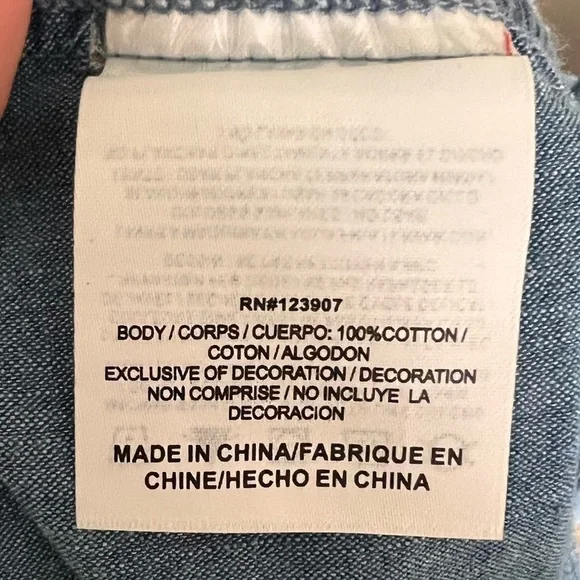 RN#123907
BODY / CORPS / CUERPO: 100%COTTON /
COTON / ALGODON
EXCLUSIVE OF DECORATION / DECORATION
NON COMPRISE / NO INCLUYE LA
DECORACION
MADE IN CHINA/FABRIQUE EN
CHINE/HECHO EN CHINA